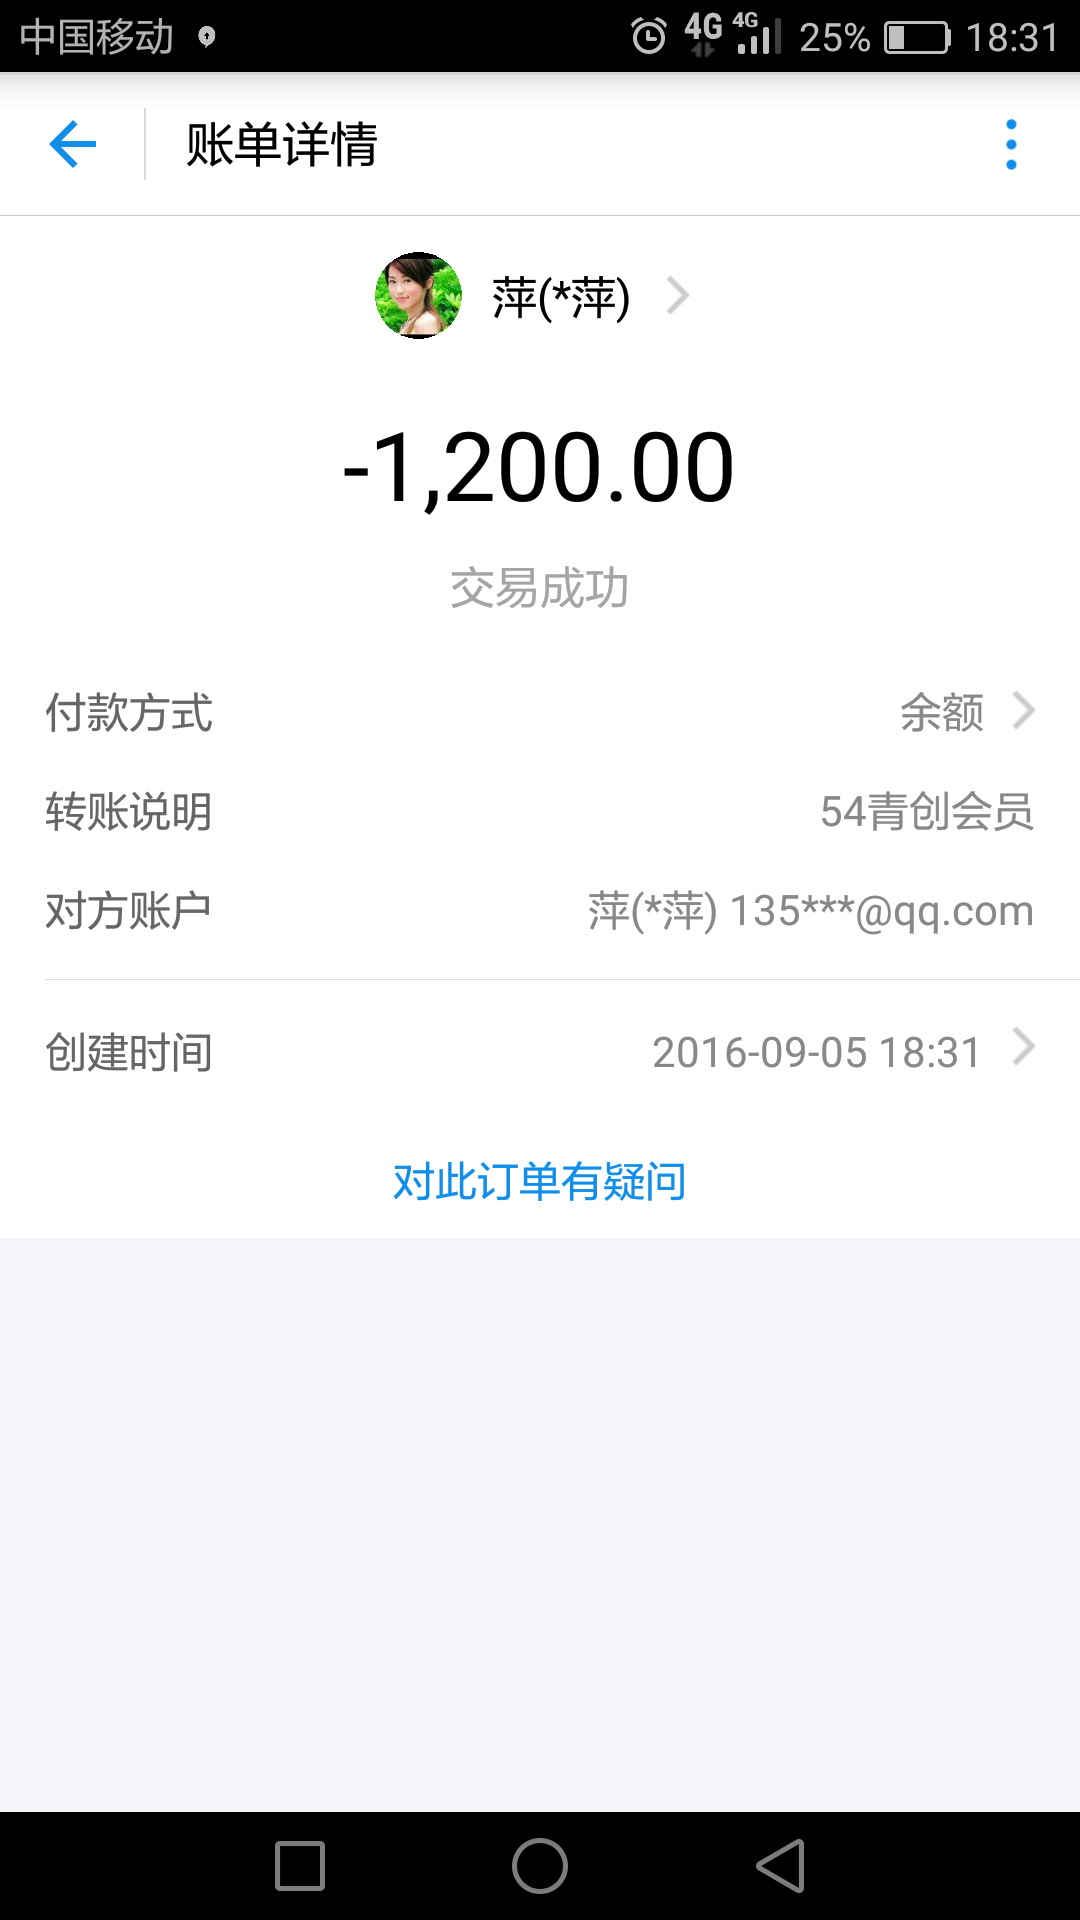 中国移动 4G 4G 25% 18:31
账单详情
萍(*萍)
-1,200.00
交易成功
付款方式 余额
转账说明 54青创会员
对方账户 萍(*萍) 135***@qq.com
创建时间 2016-09-05 18:31
对此订单有疑问